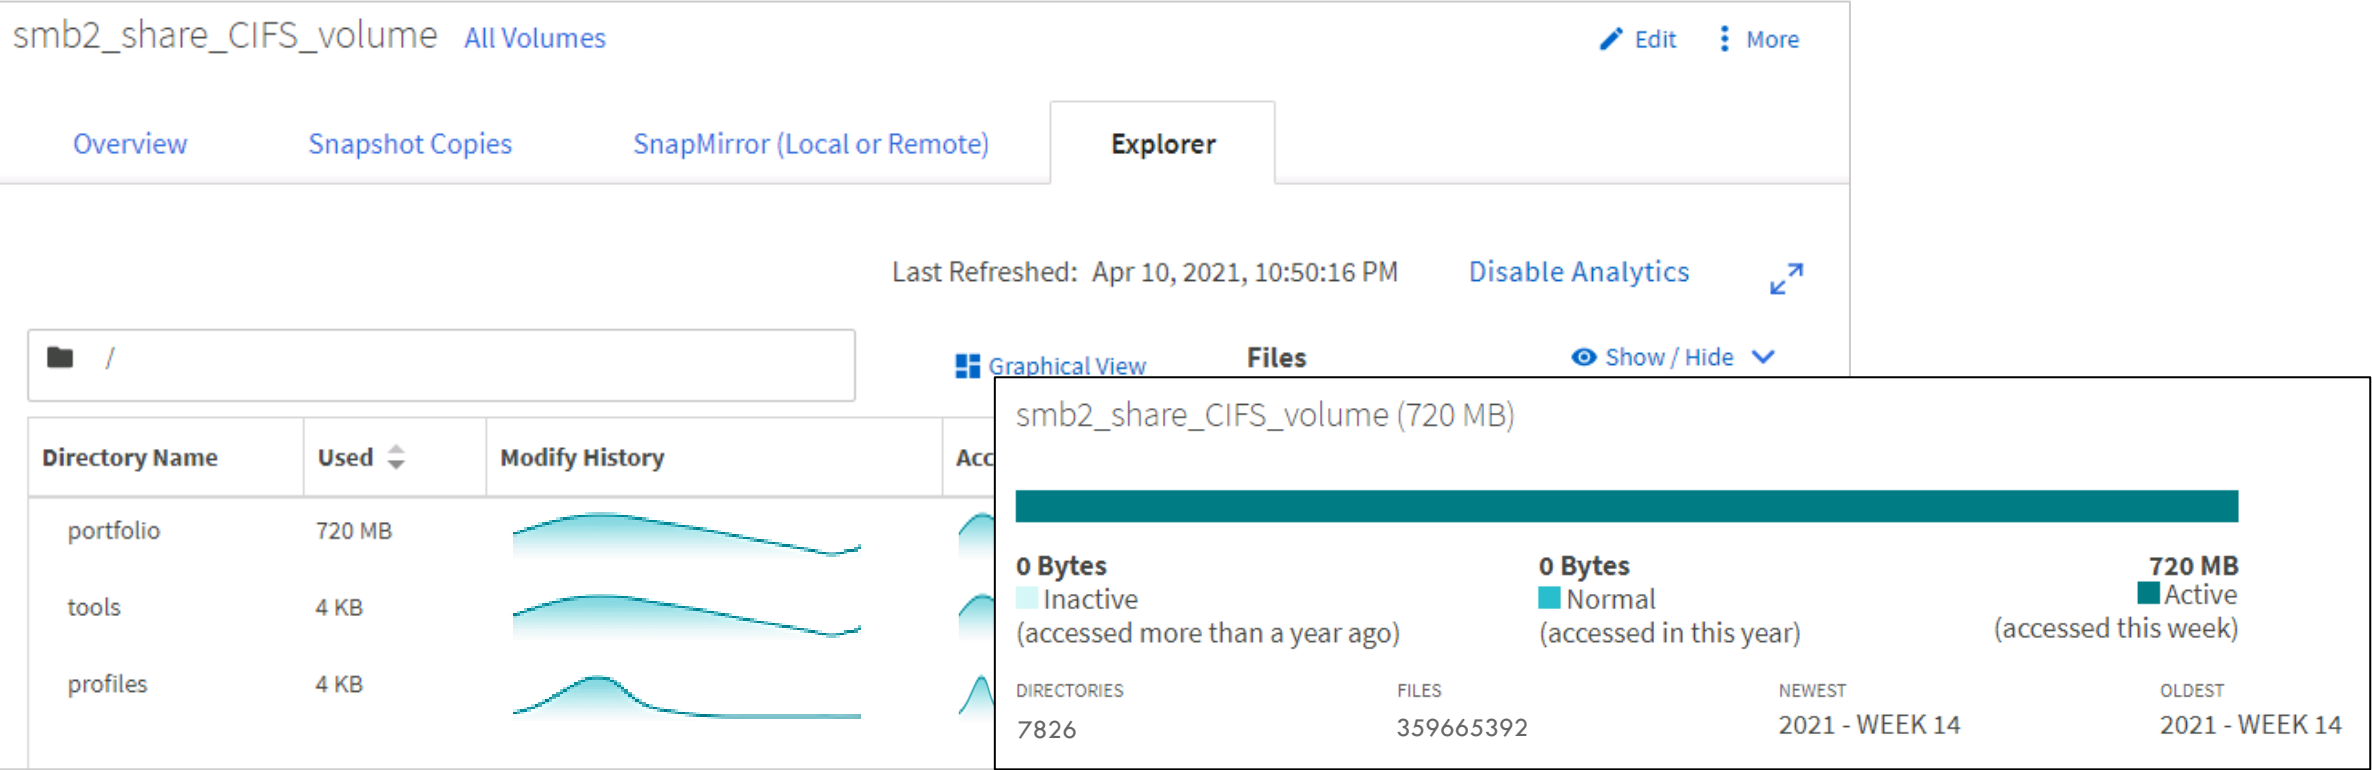 smb2_share_CIFS_volume All Volumes
Edit More
Overview Snapshot Copies SnapMirror (Local or Remote) Explorer
Last Refreshed: Apr 10, 2021, 10:50:16 PM Disable Analytics
/ Graphical View Files Show / Hide
Directory Name Used Modify History Acc
portfolio 720 MB
tools 4 KB
profiles 4 KB
smb2_share_CIFS_volume (720 MB)
0 Bytes 0 Bytes 720 MB
Inactive Normal Active
(accessed more than a year ago) (accessed in this year) (accessed this week)
DIRECTORIES FILES NEWEST OLDEST
7826 359665392 2021 - WEEK 14 2021 - WEEK 14